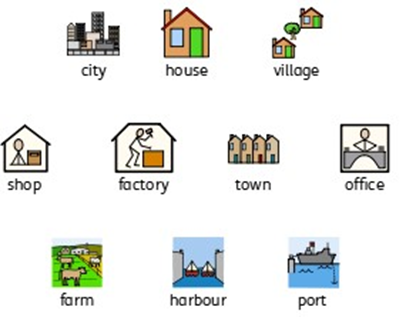 city house village
shop factory town office
farm harbour port